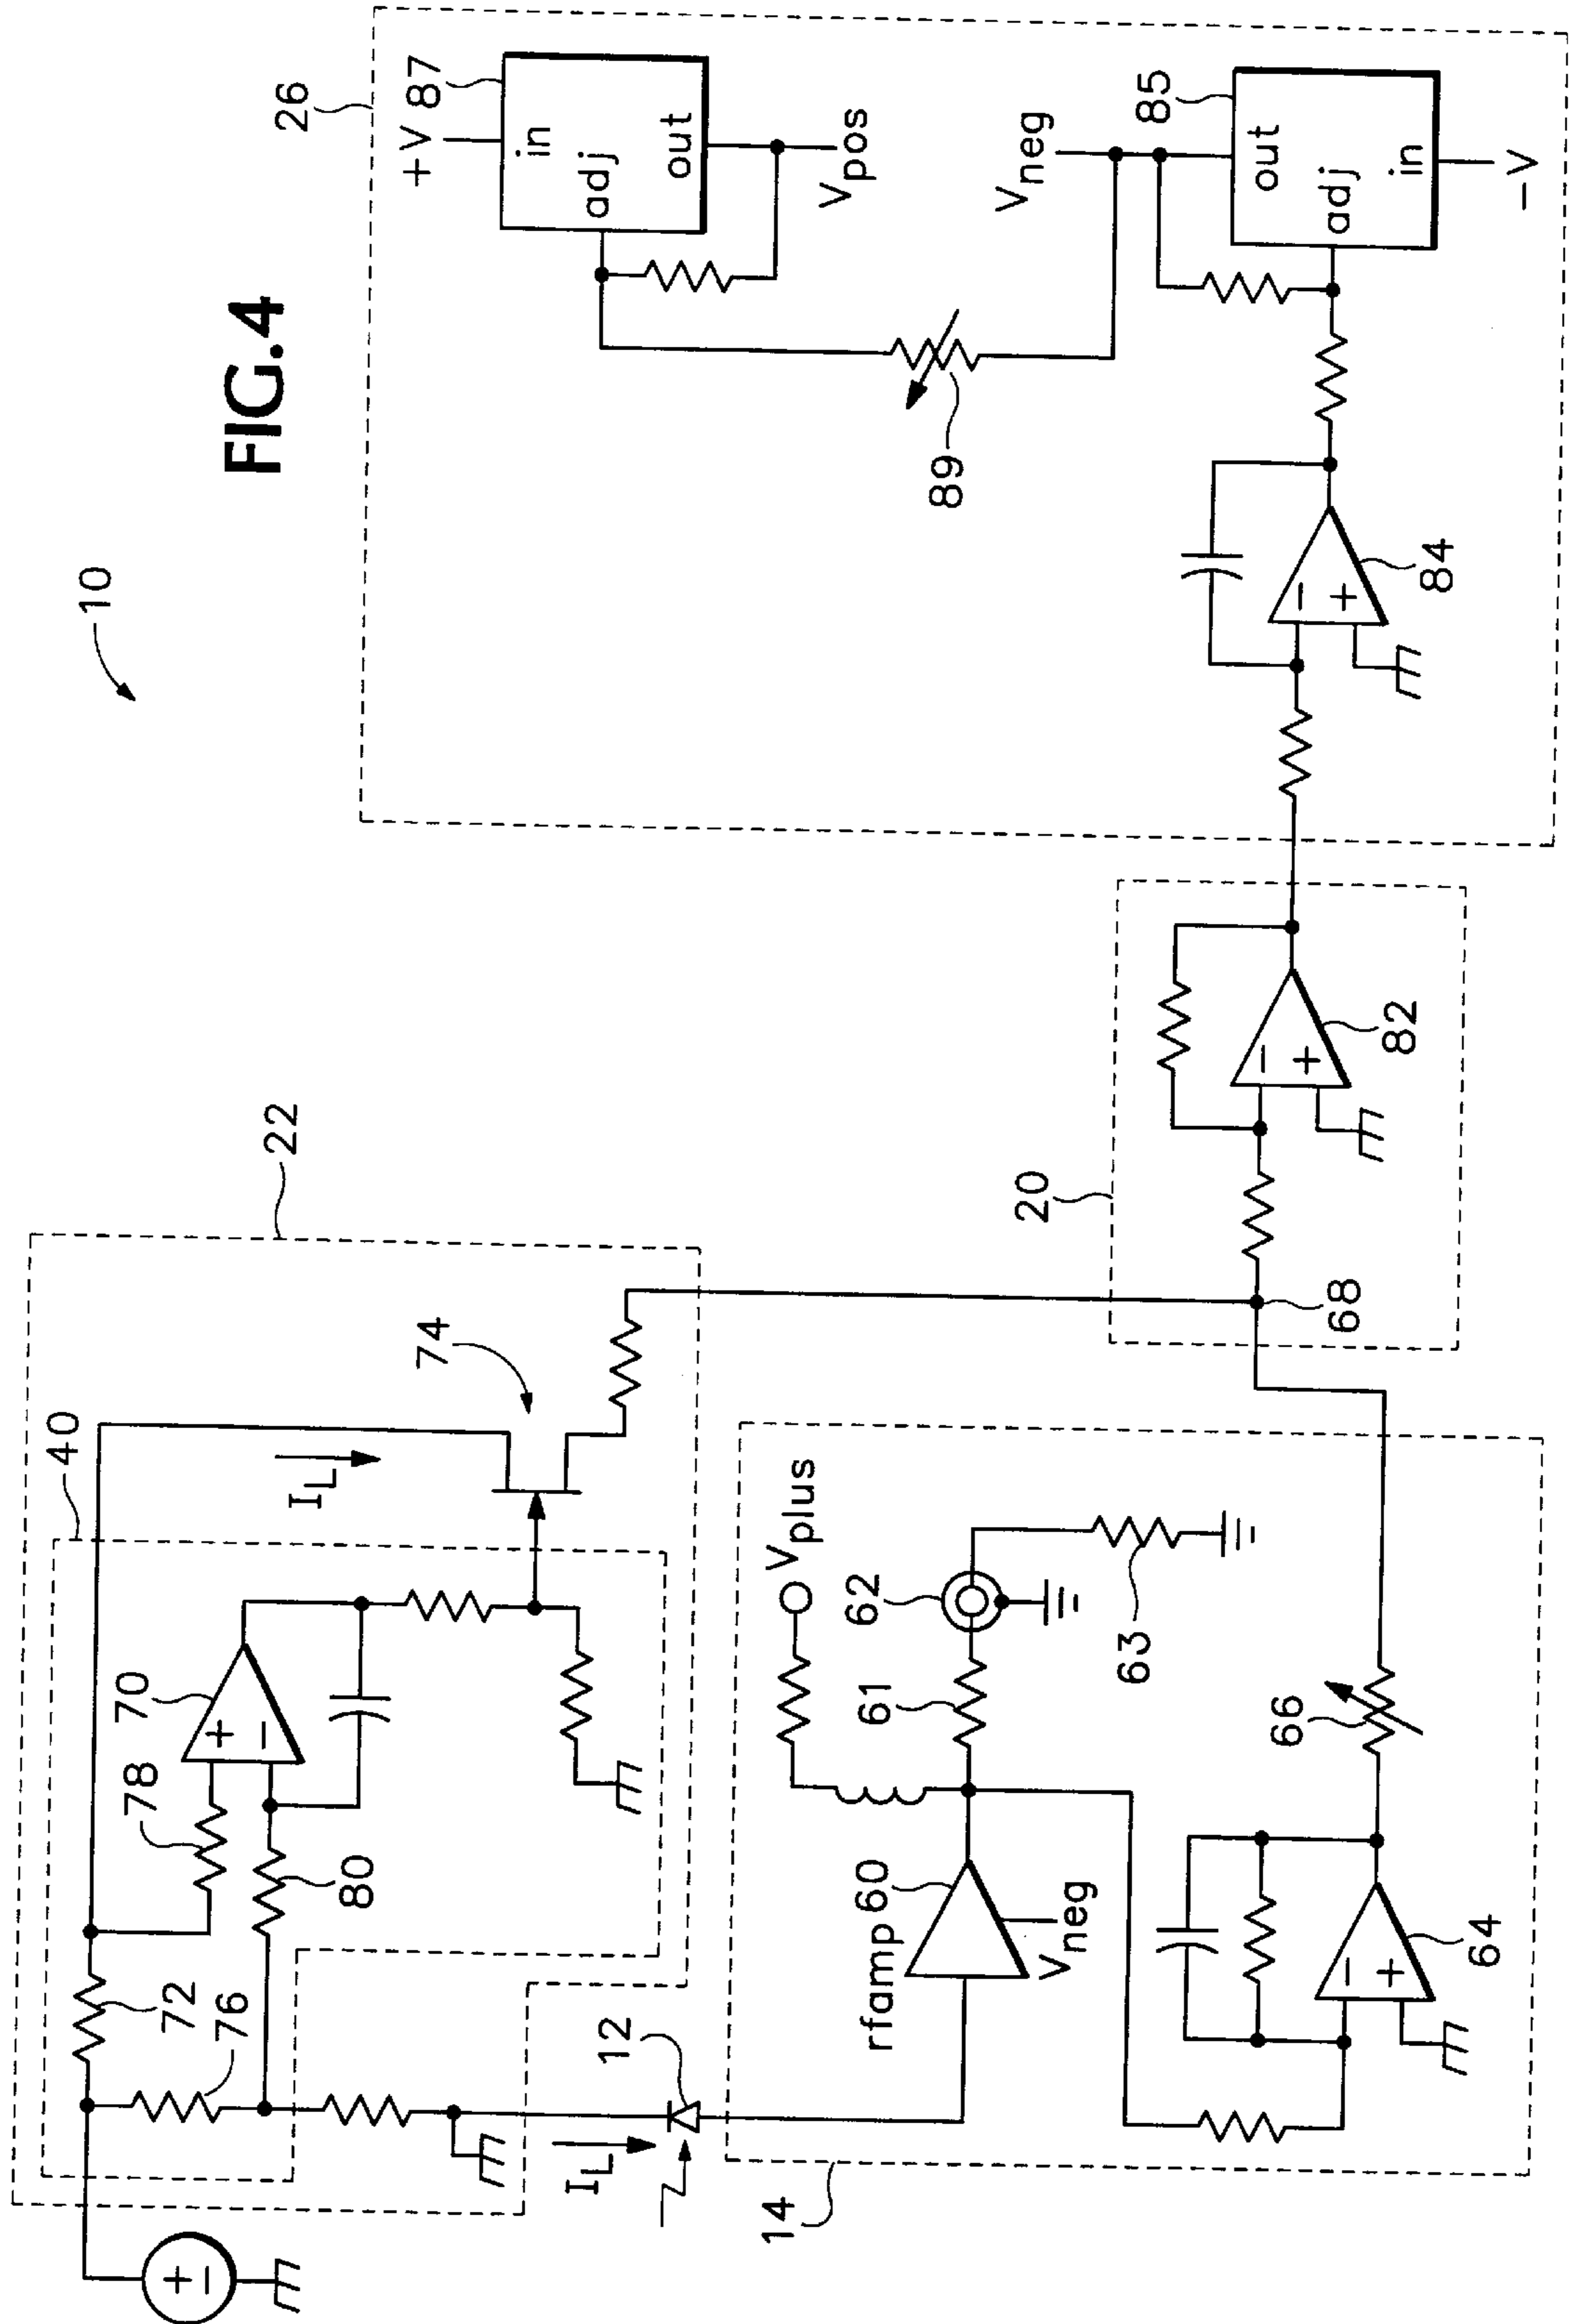 FIG.4
10
26
+V
87
in
adj
out
Vpos
Vneg
85
out
adj
in
-V
89
84
+
-
22
40
IL
74
70
+
-
78
72
76
80
+
-
20
82
+
-
68
IL
12
14
Vplus
62
61
63
rfamp
60
Vneg
66
64
+
-